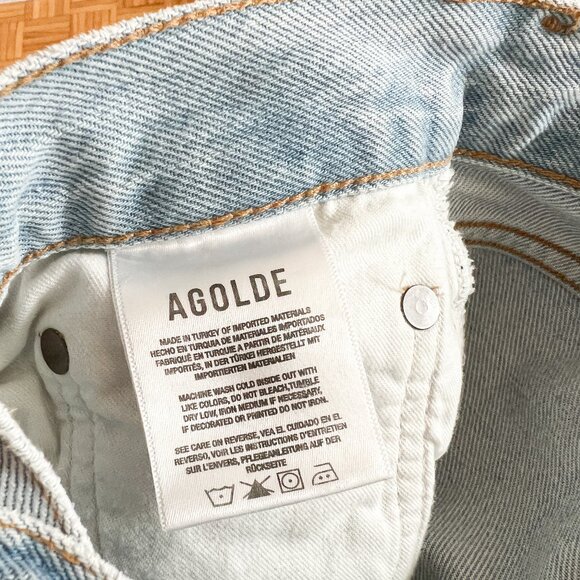 AGOLDE
MADE IN TURKEY OF IMPORTED MATERIALS
HECHO EN TURQUIA DE MATERIALES IMPORTADOS
FABRIQUÉ EN TURQUIE A PARTIR DE MATÉRIAUX
IMPORTÉS, IN DER TÜRKEI HERGESTELLT MIT
IMPORTIERTEN MATERIALIEN
MACHINE WASH COLD INSIDE OUT WITH
LIKE COLORS, DO NOT BLEACH,TUMBLE
DRY LOW, IRON MEDIUM IF NECESSARY,
IF DECORATED OR PRINTED DO NOT IRON.
SEE CARE ON REVERSE, VEA EL CUIDADO EN EL
REVERSO, VOIR LES INSTRUCTIONS D'ENTRETIEN
SUR L'ENVERS, PFLEGEANLEITUNG AUF DER
RÜCKSEITE